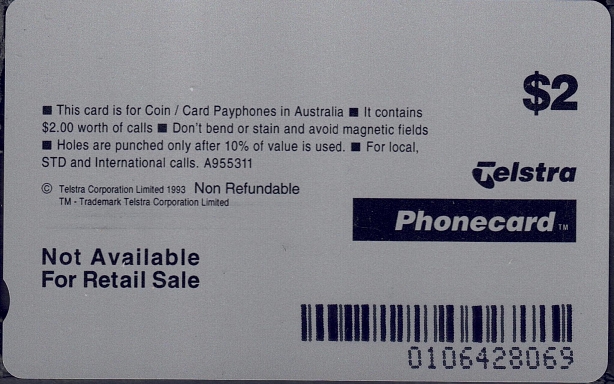 $2
■ This card is for Coin / Card Payphones in Australia ■ It contains
$2.00 worth of calls ■ Don't bend or stain and avoid magnetic fields
■ Holes are punched only after 10% of value is used. ■ For local,
STD and International calls. A955311
© Telstra Corporation Limited 1993 Non Refundable
TM - Trademark Telstra Corporation Limited
Telstra
Phonecard TM
Not Available
For Retail Sale
0106428069